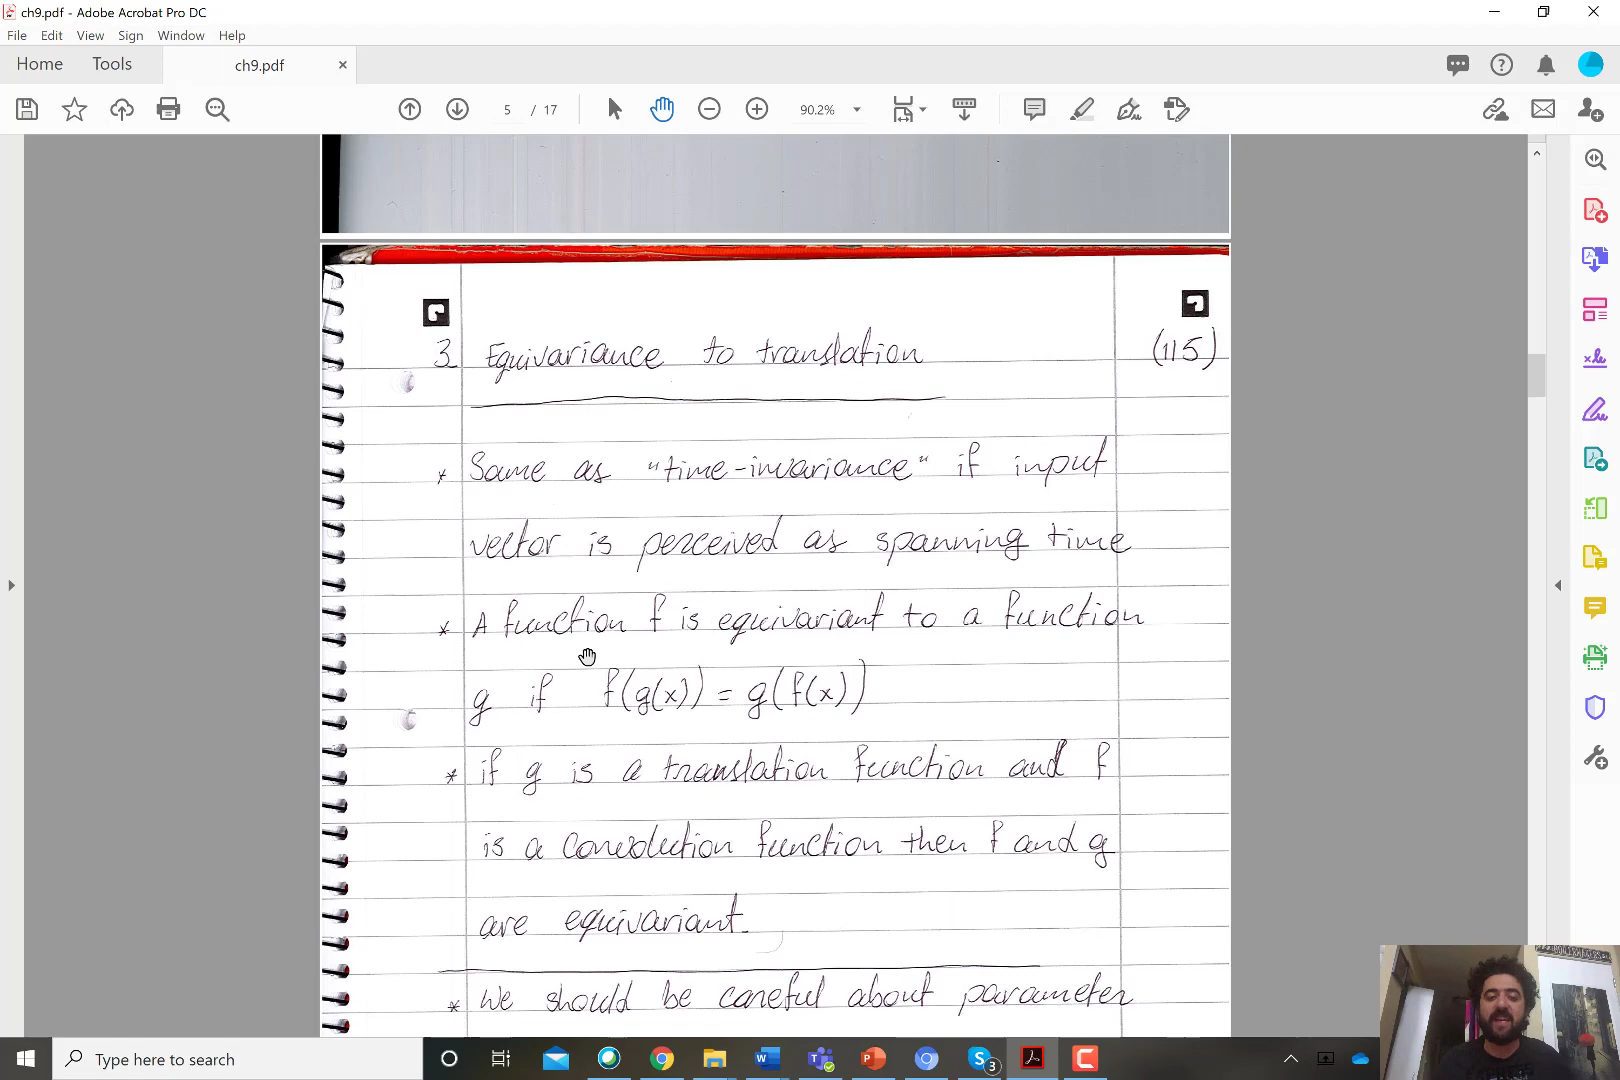 ch9.pdf - Adobe Acrobat Pro DC
File Edit View Sign Window Help
Home Tools ch9.pdf
5 / 17 90.2%
3 Equivariance to translation (115)
* Same as "time-invariance" if input
vector is perceived as spanning time
* A function f is equivariant to a function
g if f(g(x)) = g(f(x))
* if g is a translation function and f
is a convolution function then f and g
are equivariant.
* We should be careful about parameter
Type here to search
3